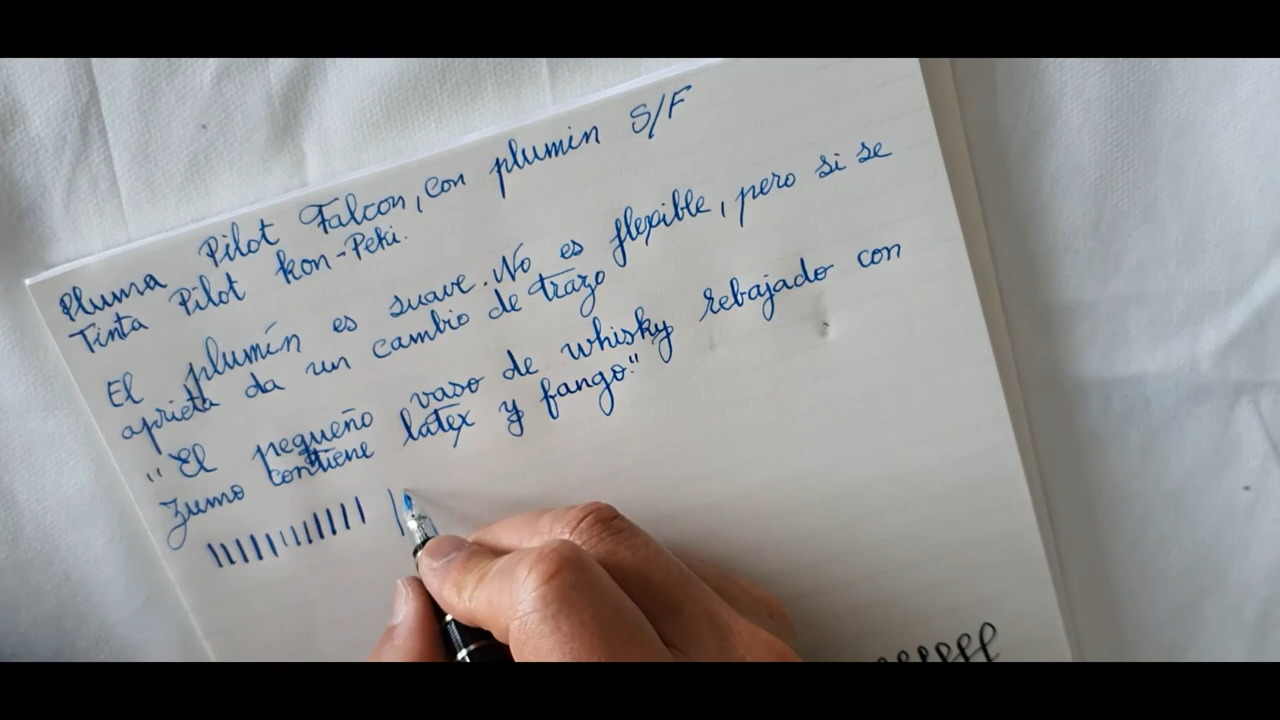 Pluma Pilot Falcon, con plumin S/F
Tinta Pilot Kon-Peki.
El plumín es suave. No es flexible, pero si se
aprieta da un cambio de trazo
"El pequeño vaso de whisky rebajado con
zumo contiene latex y fango."